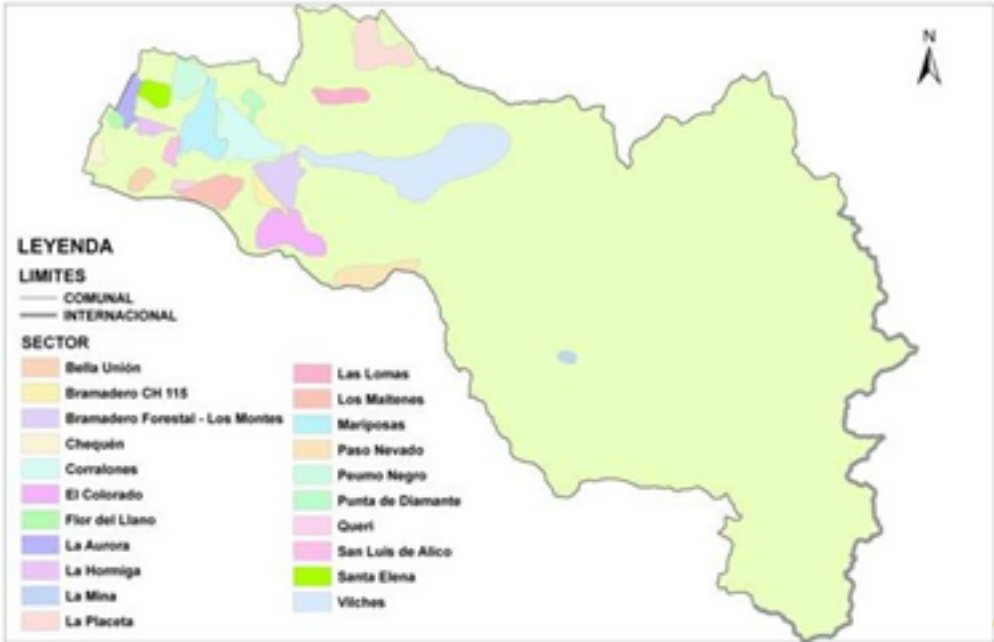 N
LEYENDA
LIMITES
COMUNAL
INTERNACIONAL
SECTOR
Bella Unión
Bramadero CH 115
Bramadero Forestal - Los Montes
Chequén
Corralones
El Colorado
Flor del Llano
La Aurora
La Hormiga
La Mina
La Placeta
Las Lomas
Los Maitenes
Mariposas
Paso Nevado
Peumo Negro
Punta de Diamante
Queri
San Luis de Alico
Santa Elena
Vilches